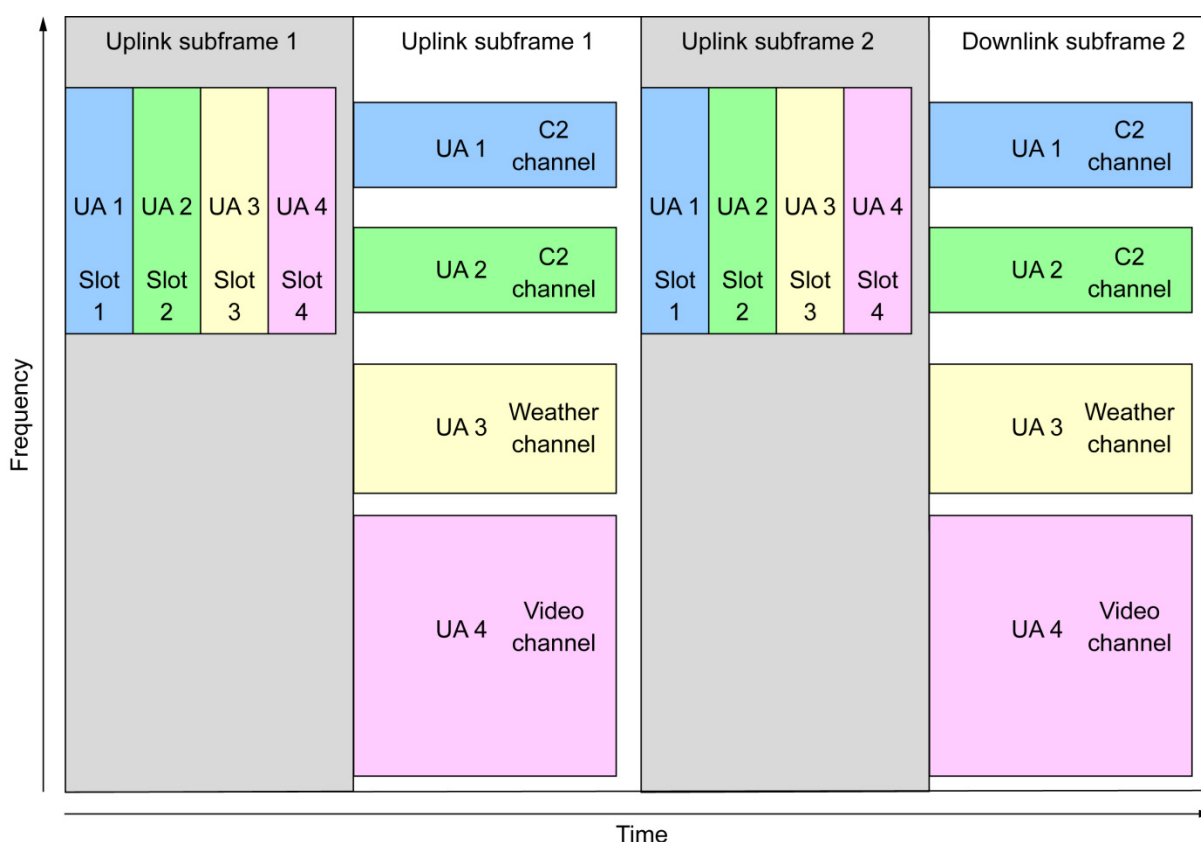 Uplink subframe 1
Uplink subframe 1
Uplink subframe 2
Downlink subframe 2
UA 1 UA 2 UA 3 UA 4
Slot Slot Slot Slot
1 2 3 4
UA 1 C2
channel
UA 2 C2
channel
UA 3 Weather
channel
UA 4 Video
channel
UA 1 UA 2 UA 3 UA 4
Slot Slot Slot Slot
1 2 3 4
UA 1 C2
channel
UA 2 C2
channel
UA 3 Weather
channel
UA 4 Video
channel
Frequency
Time